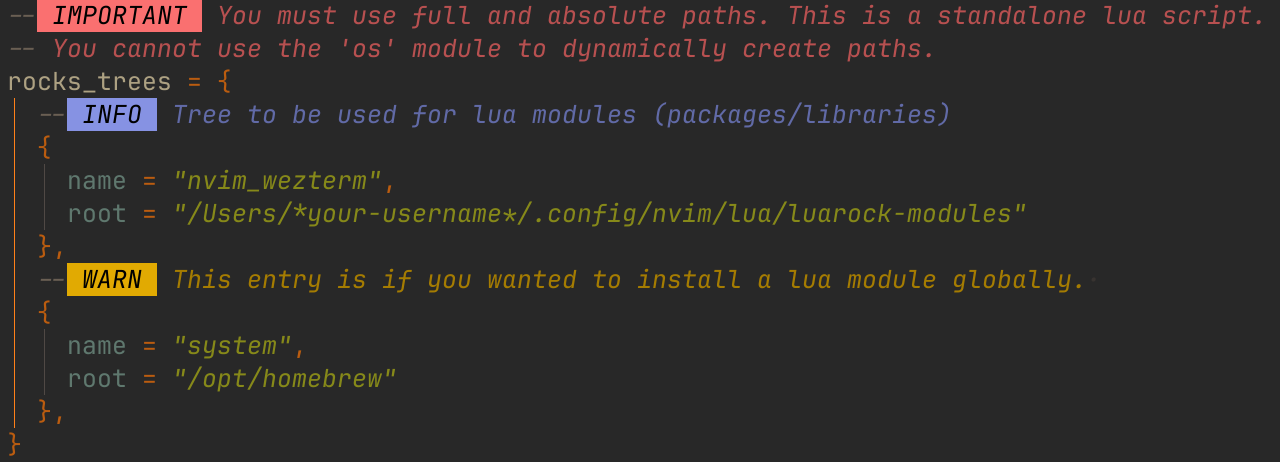 -- IMPORTANT  You must use full and absolute paths. This is a standalone lua script.
-- You cannot use the 'os' module to dynamically create paths.
rocks_trees = {
  -- INFO  Tree to be used for lua modules (packages/libraries)
  {
    name = "nvim_wezterm",
    root = "/Users/*your-username*/.config/nvim/lua/luarock-modules"
  },
  -- WARN  This entry is if you wanted to install a lua module globally.
  {
    name = "system",
    root = "/opt/homebrew"
  },
}